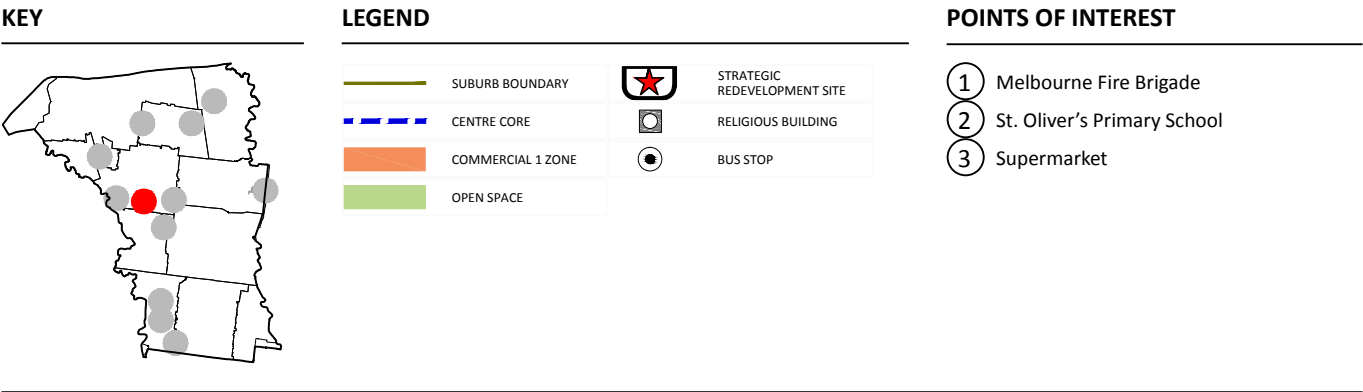 KEY
LEGEND
POINTS OF INTEREST
SUBURB BOUNDARY
CENTRE CORE
COMMERCIAL 1 ZONE
OPEN SPACE
STRATEGIC
REDEVELOPMENT SITE
RELIGIOUS BUILDING
BUS STOP
1 Melbourne Fire Brigade
2 St. Oliver's Primary School
3 Supermarket